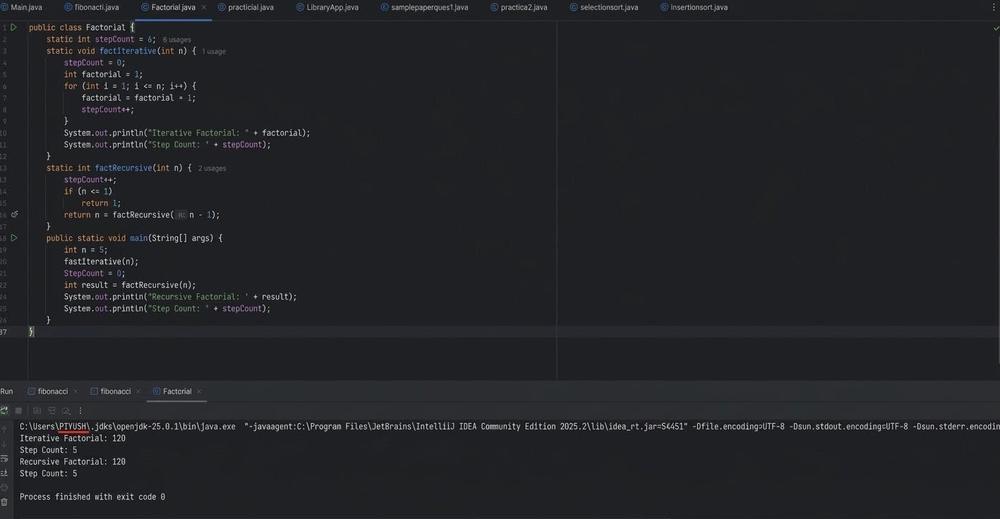 Main.java fibonacti.java Factorial.java × practicial.java LibraryApp.java samplepaperques1.java practica2.java selectionsort.java Insertionsort.java
1 public class Factorial {
2 static int stepCount = 6; 6 usages
3 static void factIterative(int n) { 1 usage
4 stepCount = 0;
5 int factorial = 1;
6 for (int i = 1; i <= n; i++) {
7 factorial = factorial * 1;
8 stepCount++;
9 }
10 System.out.println("Iterative Factorial: " + factorial);
11 System.out.println("Step Count: ' + stepCount);
12 }
13 static int factRecursive(int n) { 2 usages
13 stepCount++;
14 if (n <= 1)
15 return 1;
16 return n = factRecursive( N: n - 1);
17 }
18 public static void main(String[] args) {
19 int n = 5;
20 fastIterative(n);
21 StepCount = 0;
22 int result = factRecursive(n);
24 System.out.println("Recursive Factorial: ' + result);
25 System.out.println("Step Count: " + stepCount);
26 }
37 }
Run fibonacci × fibonacci × Factorial ×
C:\Users\PIYUSH\.jdks\openjdk-25.0.1\bin\java.exe "-javaagent:C:\Program Files\JetBrains\IntelliiJ IDEA Community Edition 2025.2\lib\idea_rt.jar=54451" -Dfile.encoding=UTF-8 -Dsun.stdout.encoding=UTF-8 -Dsun.stderr.encodin
Iterative Factorial: 120
Step Count: 5
Recursive Factorial: 120
Step Count: 5
Process finished with exit code 0